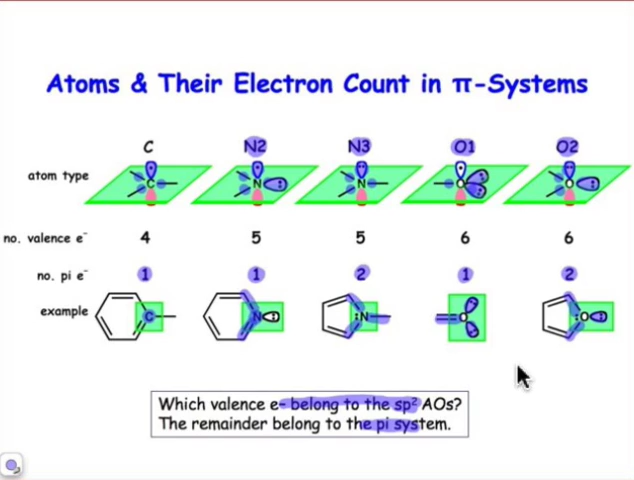 Atoms & Their Electron Count in π-Systems
C N2 N3 O1 O2
atom type C N N O O
no. valence e⁻ 4 5 5 6 6
no. pi e⁻ 1 1 2 1 2
example C N: :N O :O:
Which valence e- belong to the sp² AOs?
The remainder belong to the pi system.